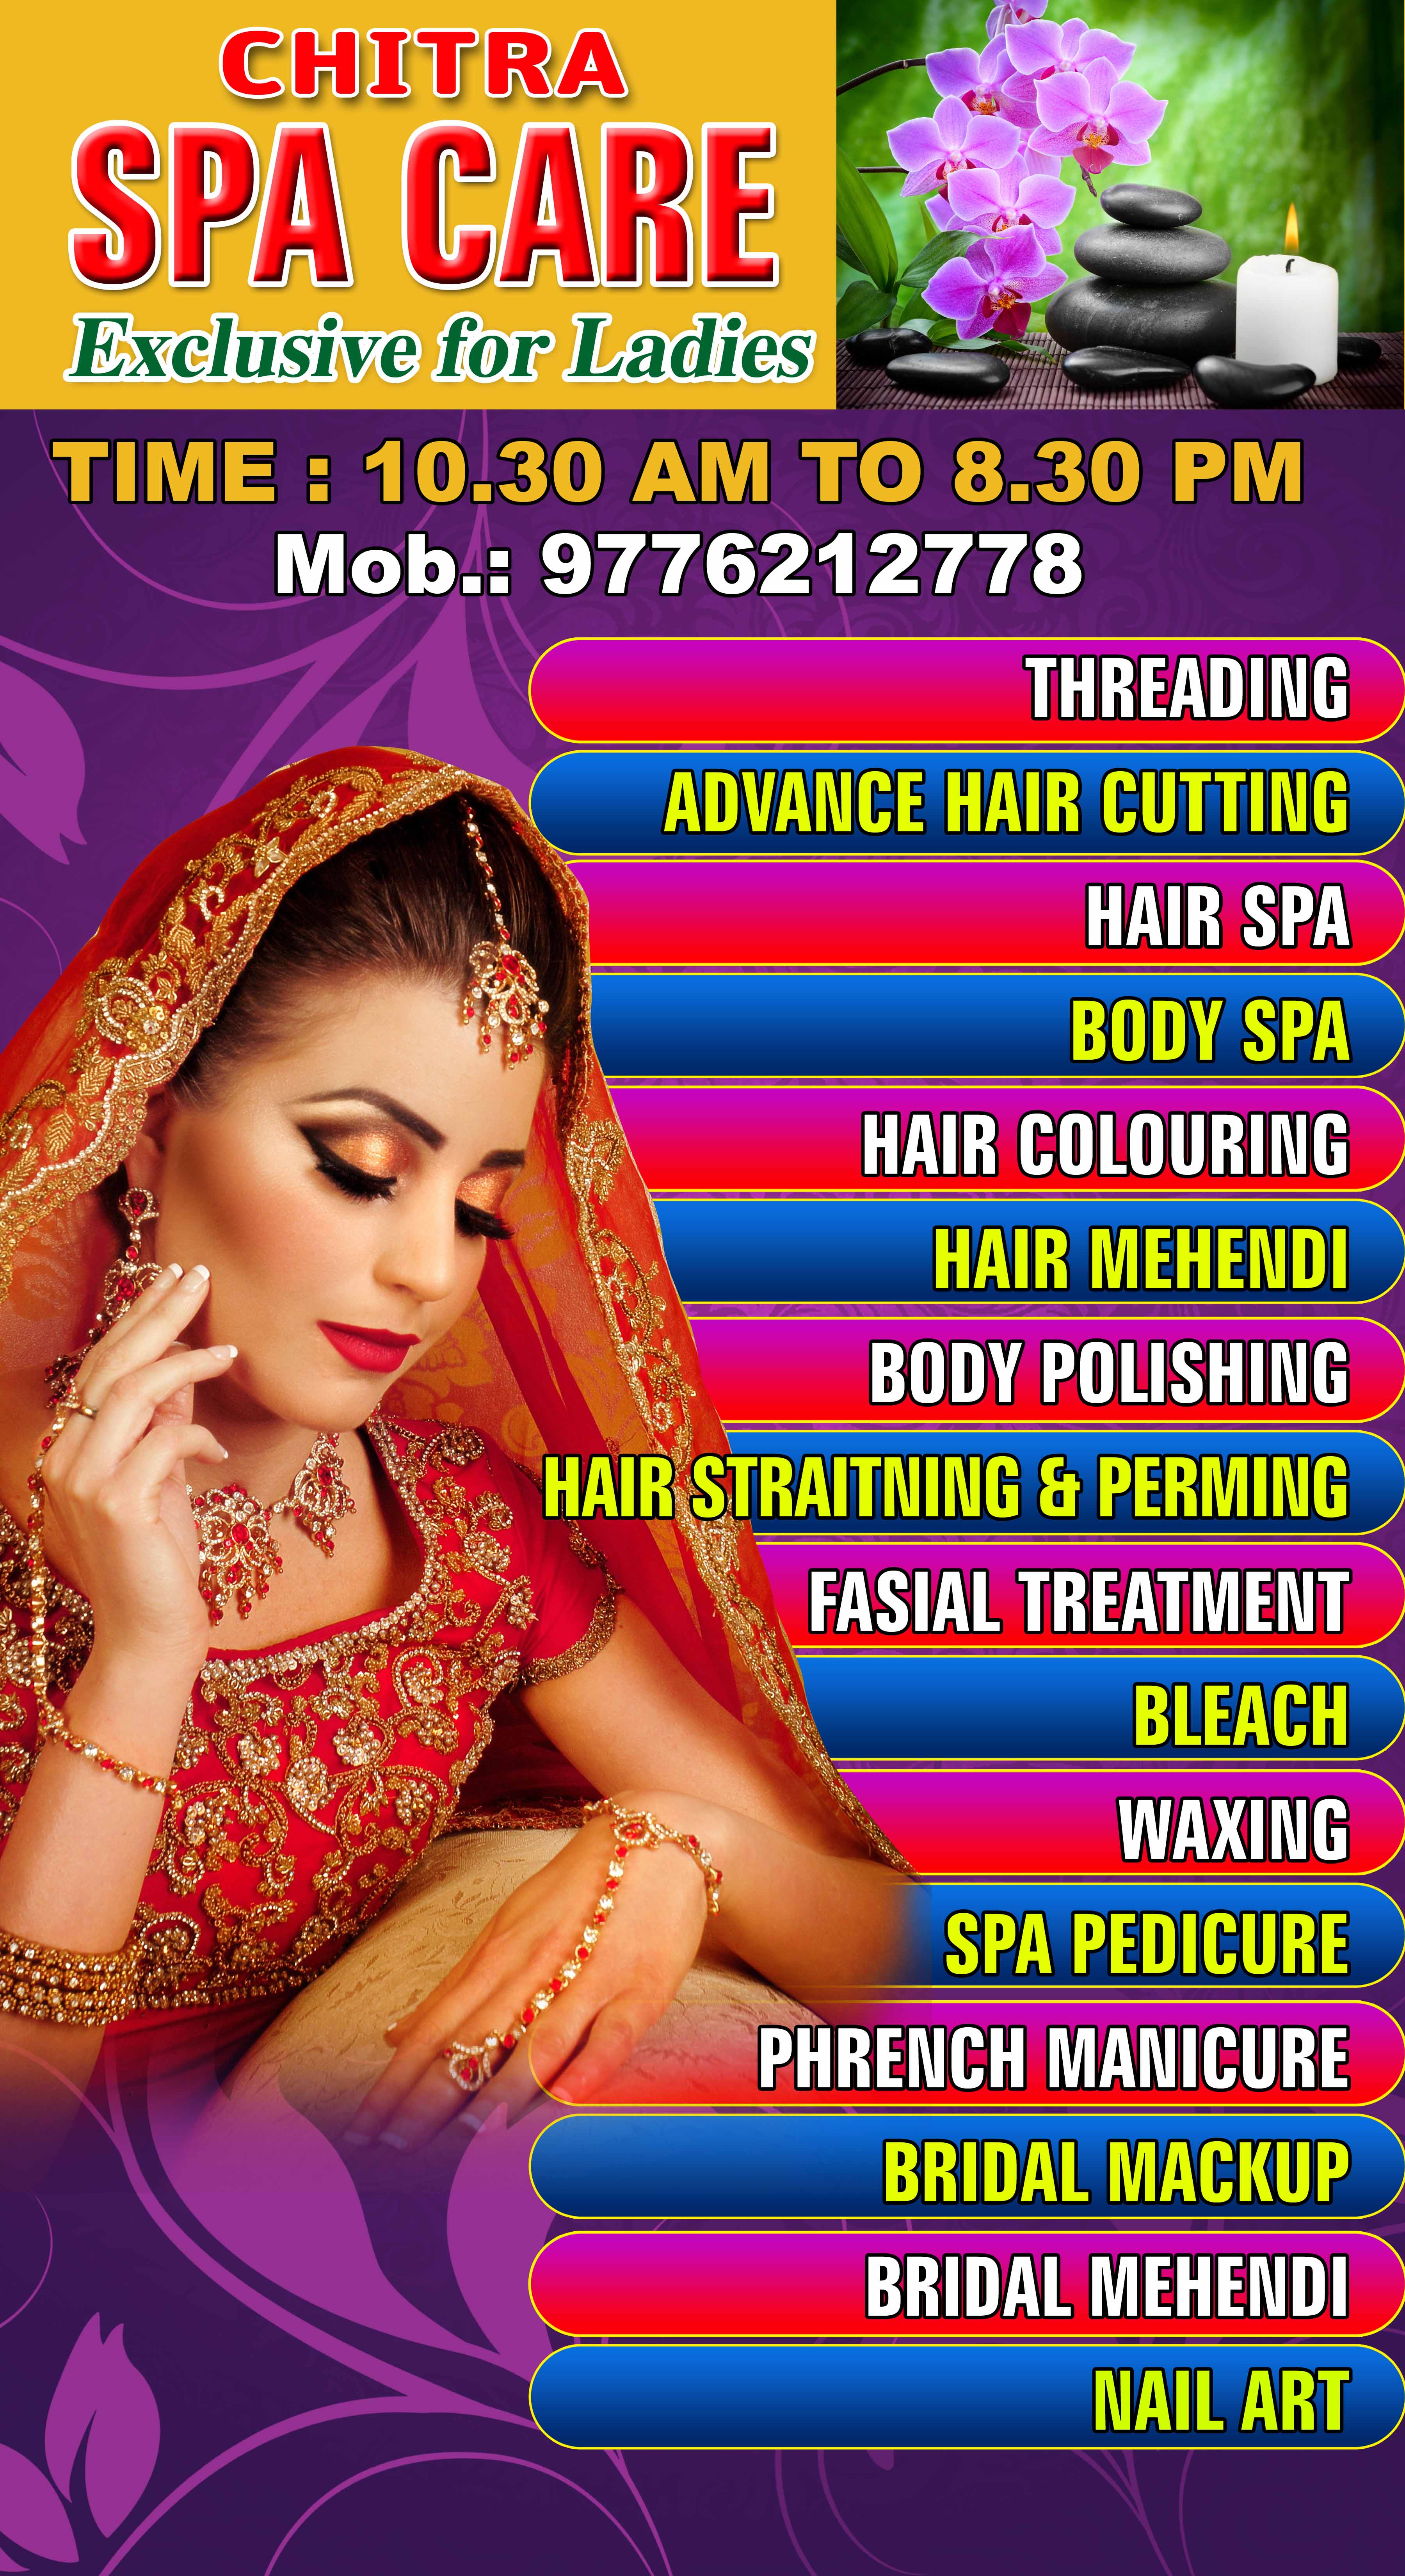 CHITRA
SPA CARE
Exclusive for Ladies
TIME : 10.30 AM TO 8.30 PM
Mob.: 9776212778
THREADING
ADVANCE HAIR CUTTING
HAIR SPA
BODY SPA
HAIR COLOURING
HAIR MEHENDI
BODY POLISHING
HAIR STRAITNING & PERMING
FASIAL TREATMENT
BLEACH
WAXING
SPA PEDICURE
PHRENCH MANICURE
BRIDAL MACKUP
BRIDAL MEHENDI
NAIL ART